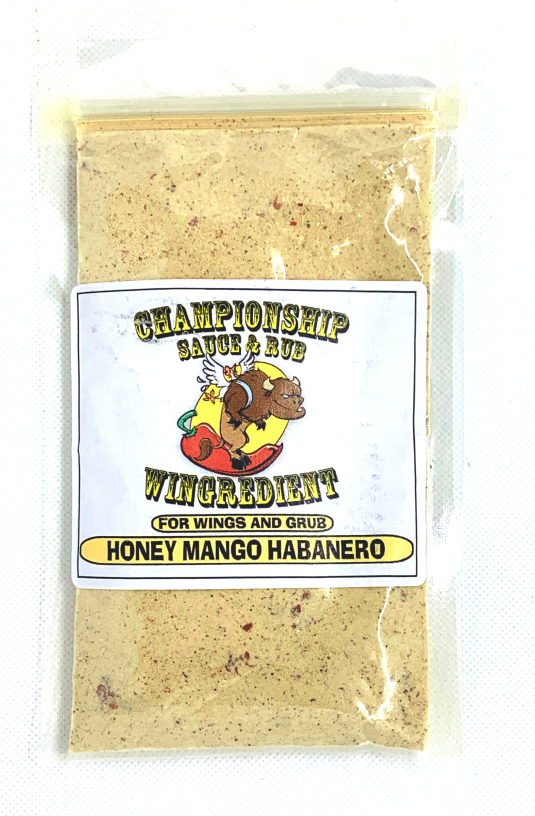 CHAMPIONSHIP
SAUCE & RUB
WINGREDIENT
FOR WINGS AND GRUB
HONEY MANGO HABANERO